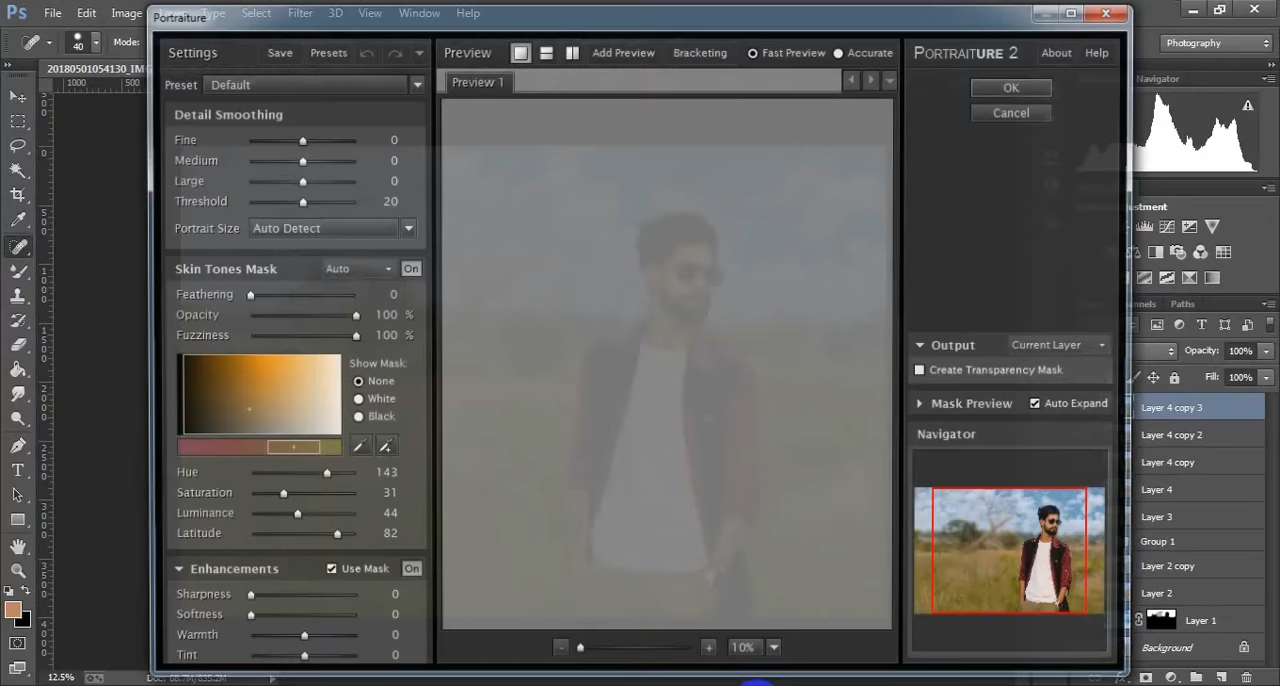 Ps File Edit Image Layer Type Select Filter 3D View Window Help
Portraiture
40 Mode:
Photography
20180501054130_IM
1000 500
Navigator
Settings Save Presets
Preset Default
Detail Smoothing
Fine 0
Medium 0
Large 0
Threshold 20
Portrait Size Auto Detect
Skin Tones Mask Auto On
Feathering 0
Opacity 100 %
Fuzziness 100 %
Show Mask
None
White
Black
Hue 143
Saturation 31
Luminance 44
Latitude 82
Enhancements Use Mask On
Sharpness 0
Softness 0
Warmth 0
Tint 0
Preview Add Preview Bracketing Fast Preview Accurate
Preview 1
10%
PORTRAITURE 2 About Help
OK
Cancel
Output Current Layer
Create Transparency Mask
Mask Preview Auto Expand
Navigator
justment
nnels Paths
Opacity: 100%
Fill: 100%
Layer 4 copy 3
Layer 4 copy 2
Layer 4 copy
Layer 4
Layer 3
Group 1
Layer 2 copy
Layer 2
Layer 1
Background
12.5%